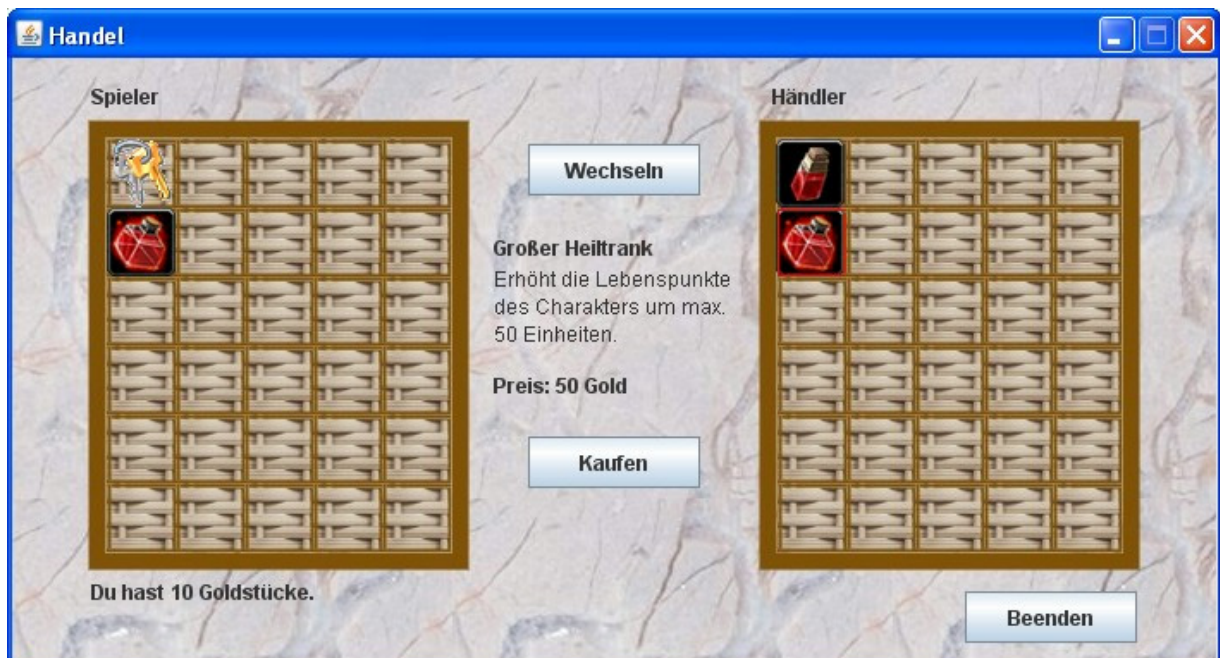 Handel
Spieler
Händler
Wechseln
Großer Heiltrank
Erhöht die Lebenspunkte
des Charakters um max.
50 Einheiten.
Preis: 50 Gold
Kaufen
Du hast 10 Goldstücke.
Beenden